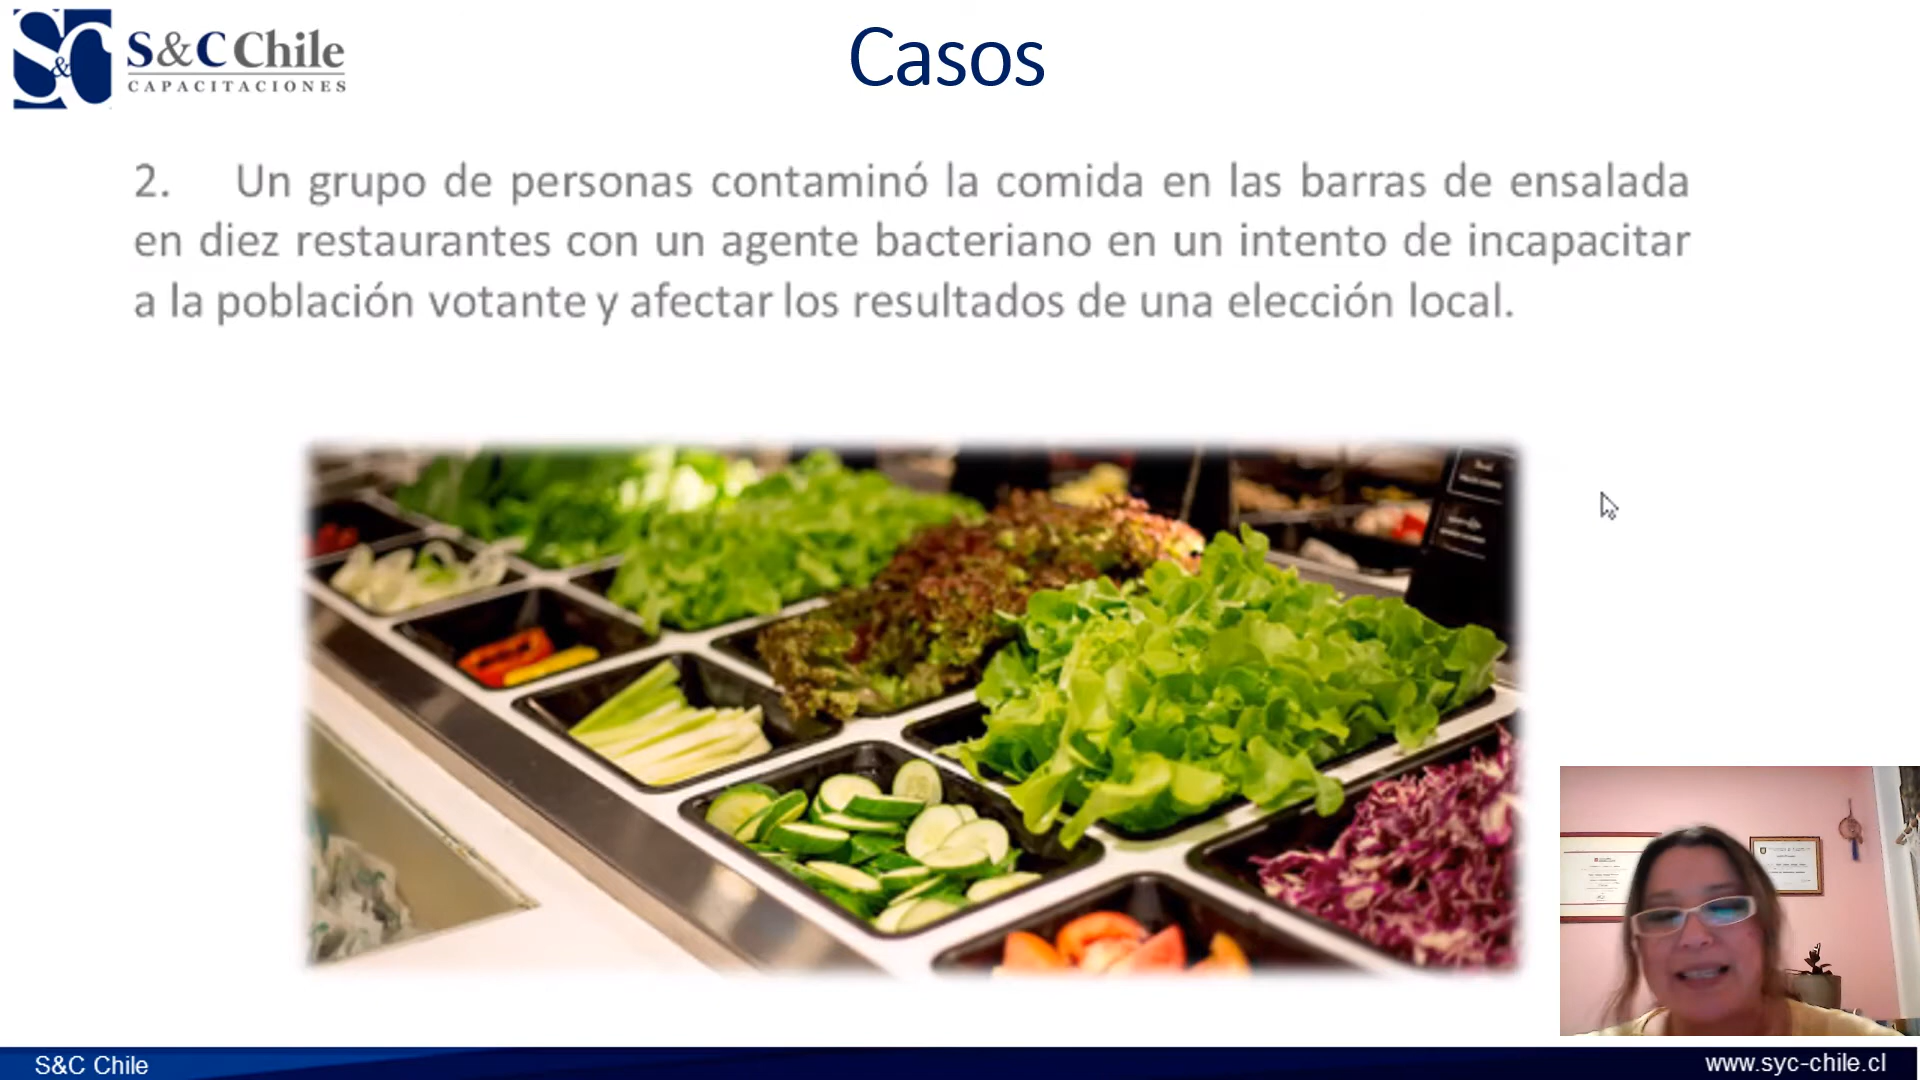 S&C Chile
CAPACITACIONES
Casos
2. Un grupo de personas contaminó la comida en las barras de ensalada
en diez restaurantes con un agente bacteriano en un intento de incapacitar
a la población votante y afectar los resultados de una elección local.
S&C Chile
www.syc-chile.cl